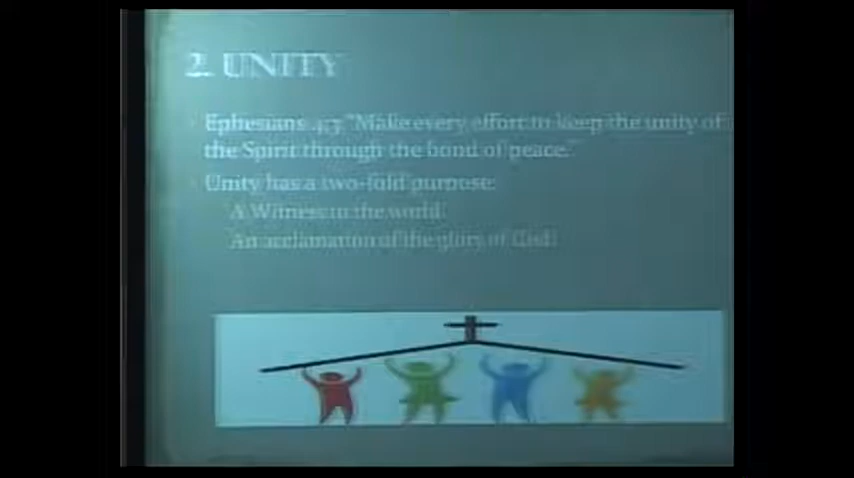 2. UNITY
Ephesians 4:3 "Make every effort to keep the unity of
the Spirit through the bond of peace."
Unity has a two-fold purpose:
A Witness to the world.
An acclamation of the glory of God.